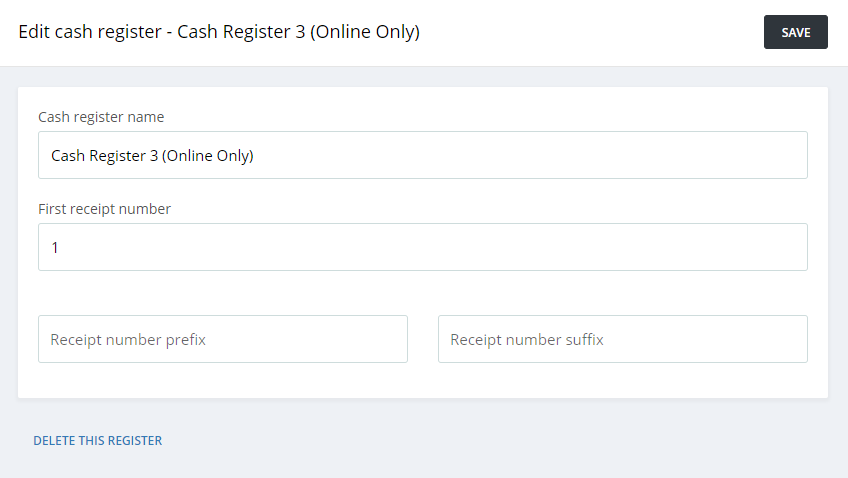 Edit cash register - Cash Register 3 (Online Only)
SAVE
Cash register name
Cash Register 3 (Online Only)
First receipt number
1
Receipt number prefix
Receipt number suffix
DELETE THIS REGISTER